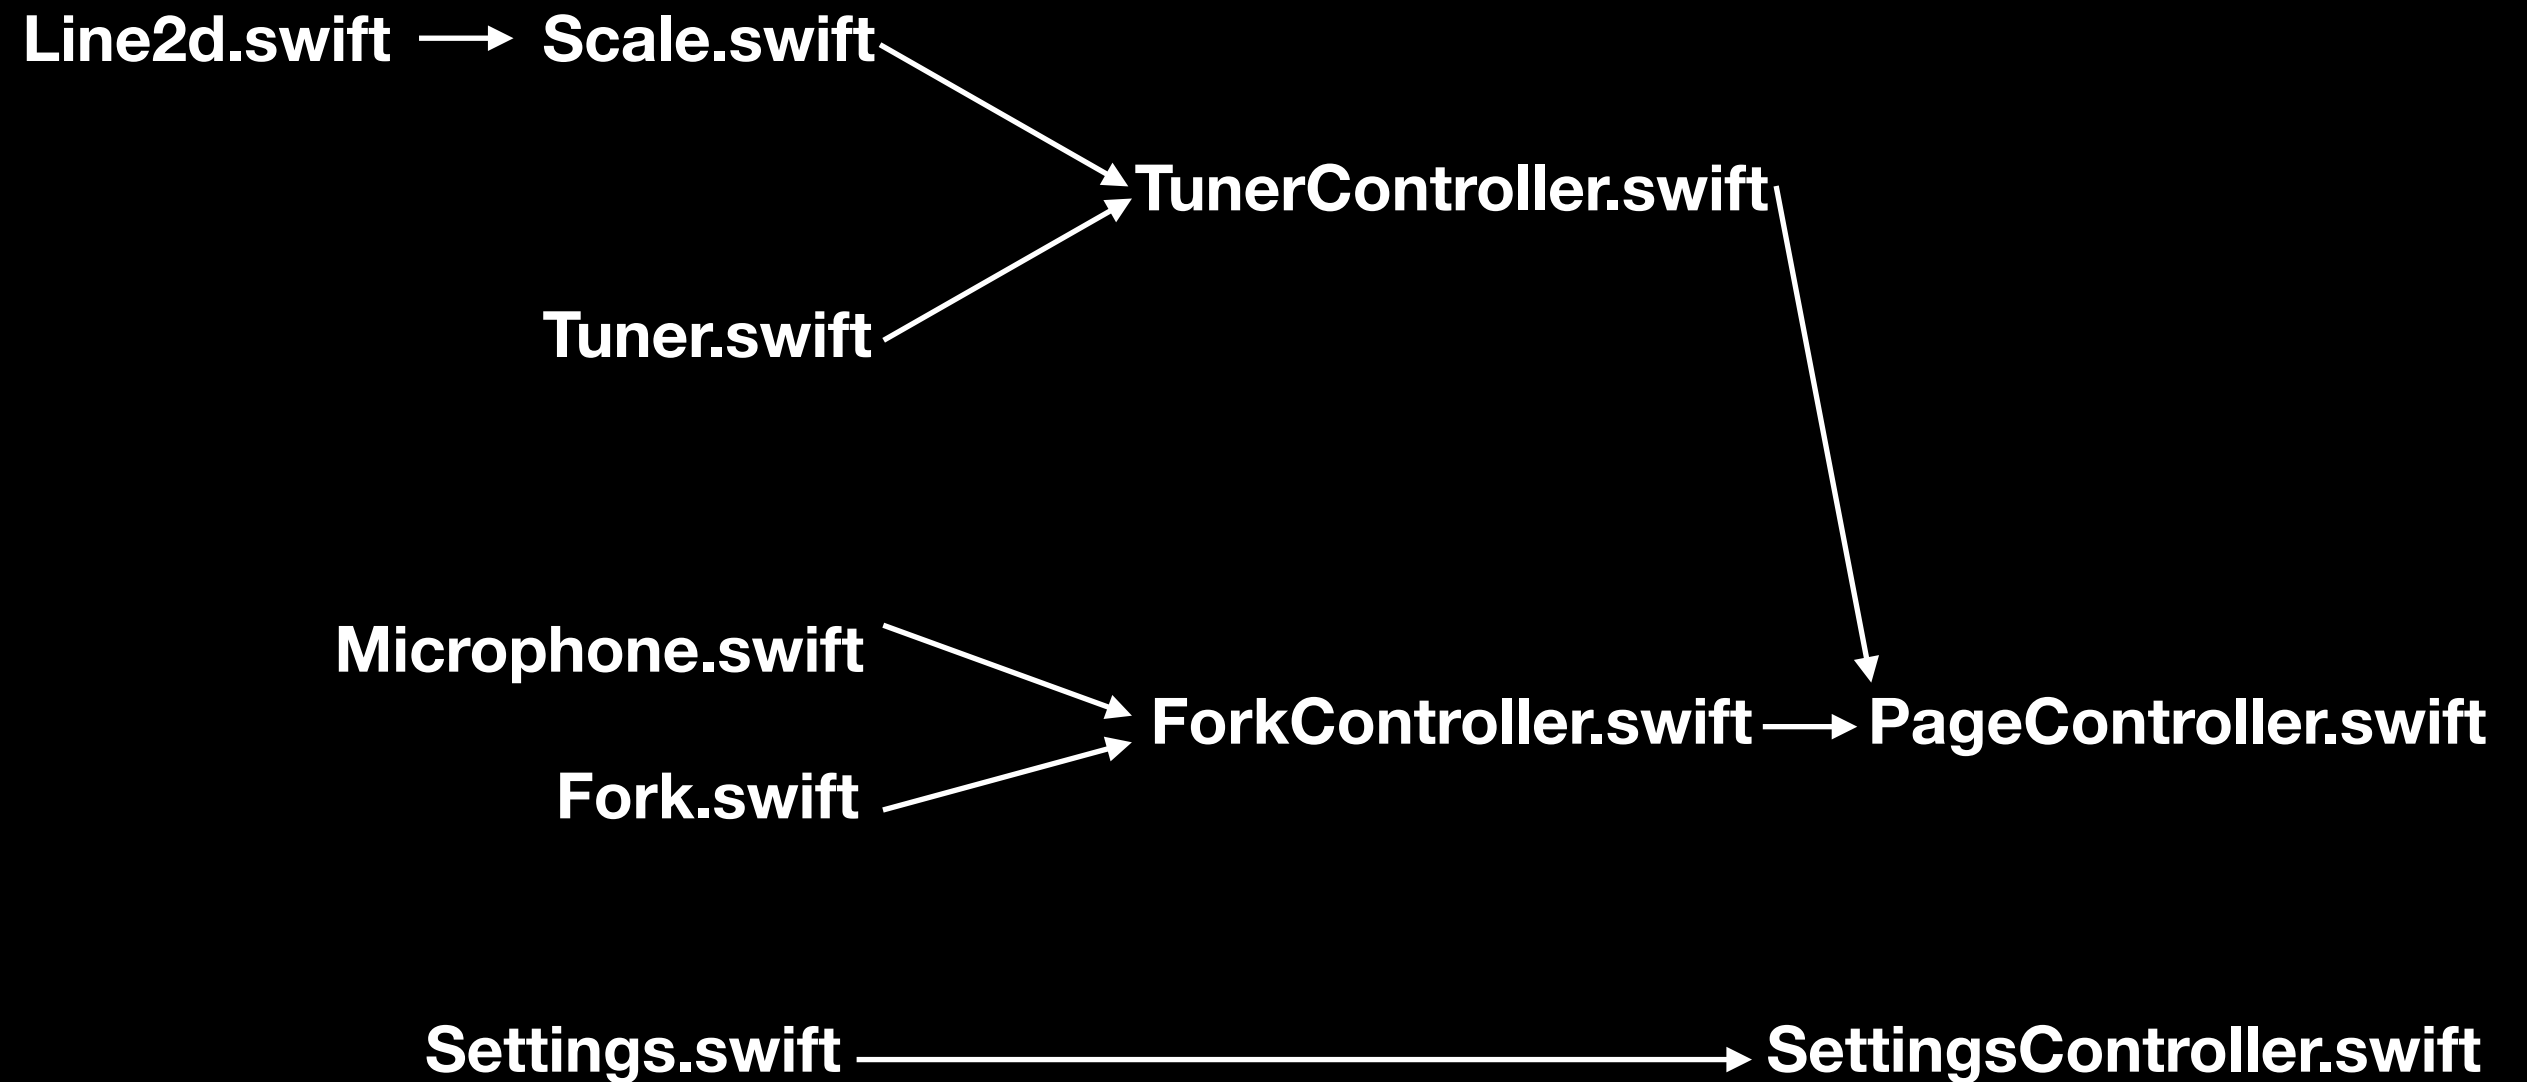 Line2d.swift
Scale.swift
TunerController.swift
Tuner.swift
Microphone.swift
ForkController.swift
PageController.swift
Fork.swift
Settings.swift
SettingsController.swift